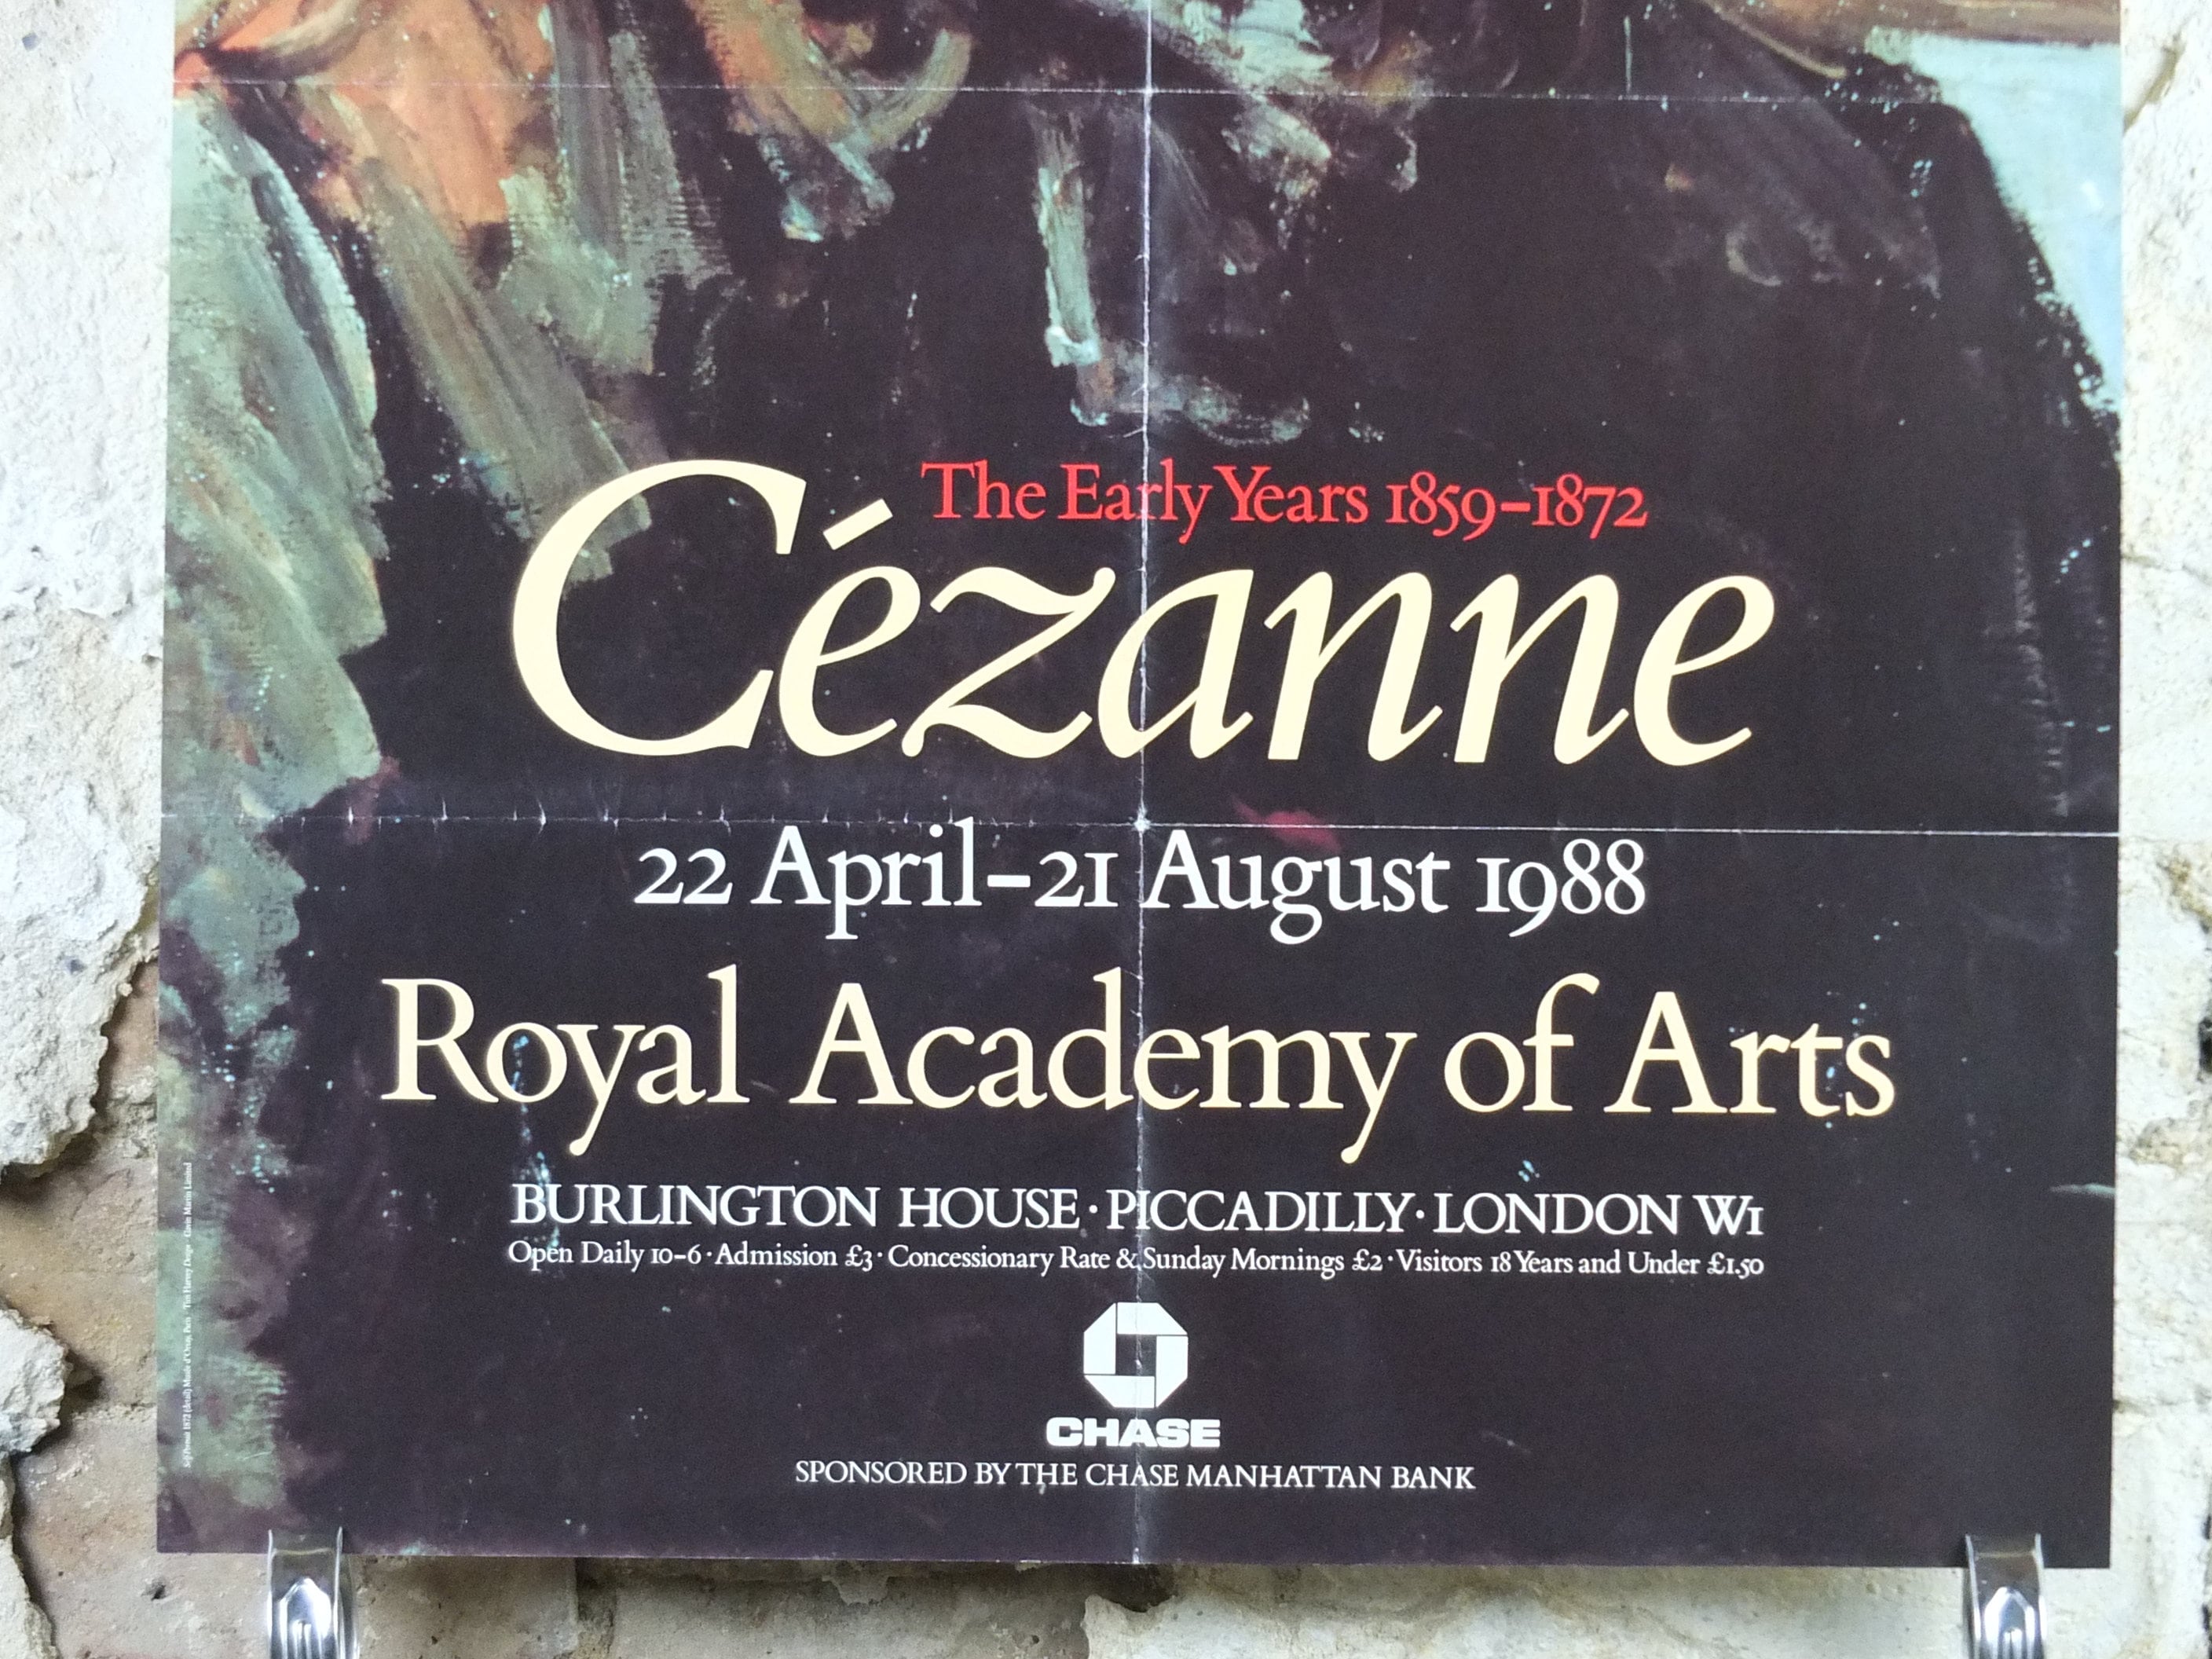 The Early Years 1859–1872
Cézanne
22 April–21 August 1988
Royal Academy of Arts
BURLINGTON HOUSE · PICCADILLY · LONDON W1
Open Daily 10–6 · Admission £3 · Concessionary Rate & Sunday Mornings £2 · Visitors 18 Years and Under £1.50
CHASE
SPONSORED BY THE CHASE MANHATTAN BANK